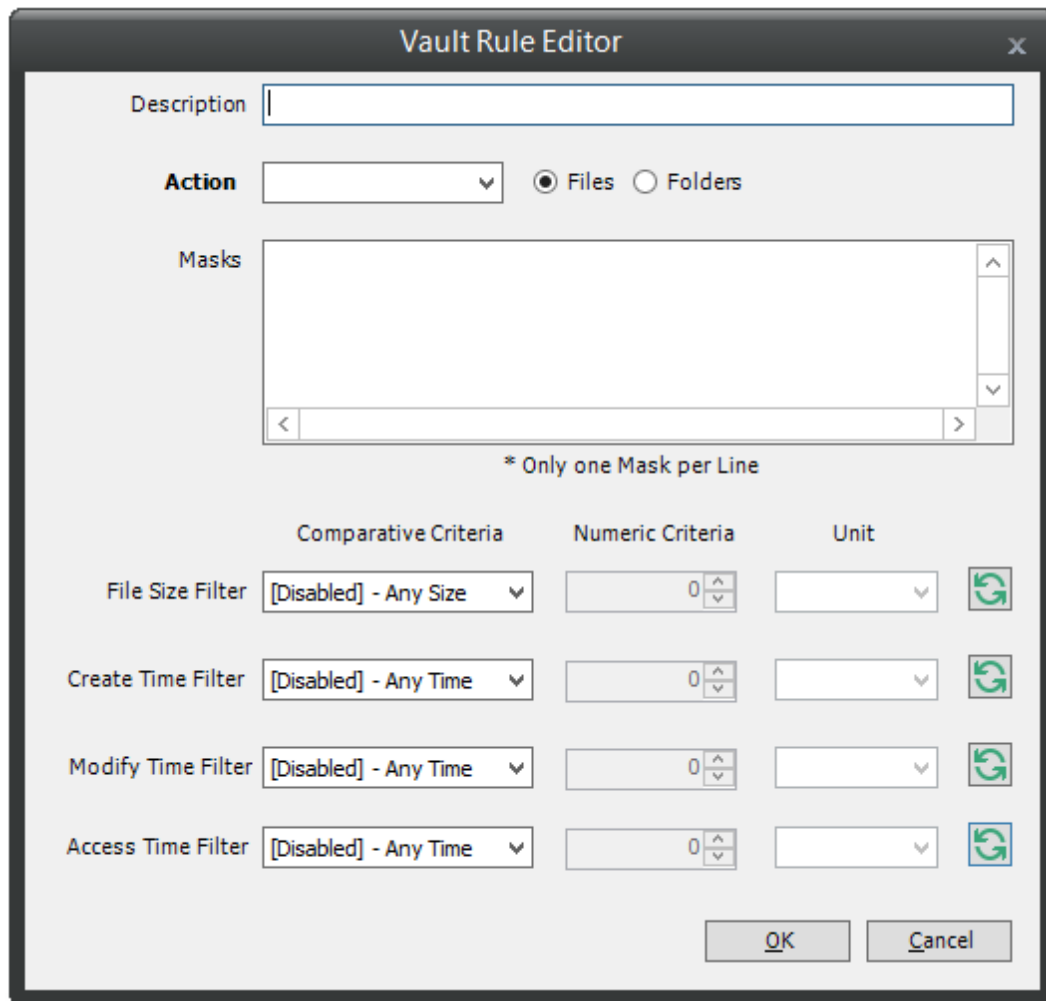 Vault Rule Editor x
Description
Action Files Folders
Masks
* Only one Mask per Line
Comparative Criteria Numeric Criteria Unit
File Size Filter [Disabled] - Any Size 0
Create Time Filter [Disabled] - Any Time 0
Modify Time Filter [Disabled] - Any Time 0
Access Time Filter [Disabled] - Any Time 0
OK Cancel